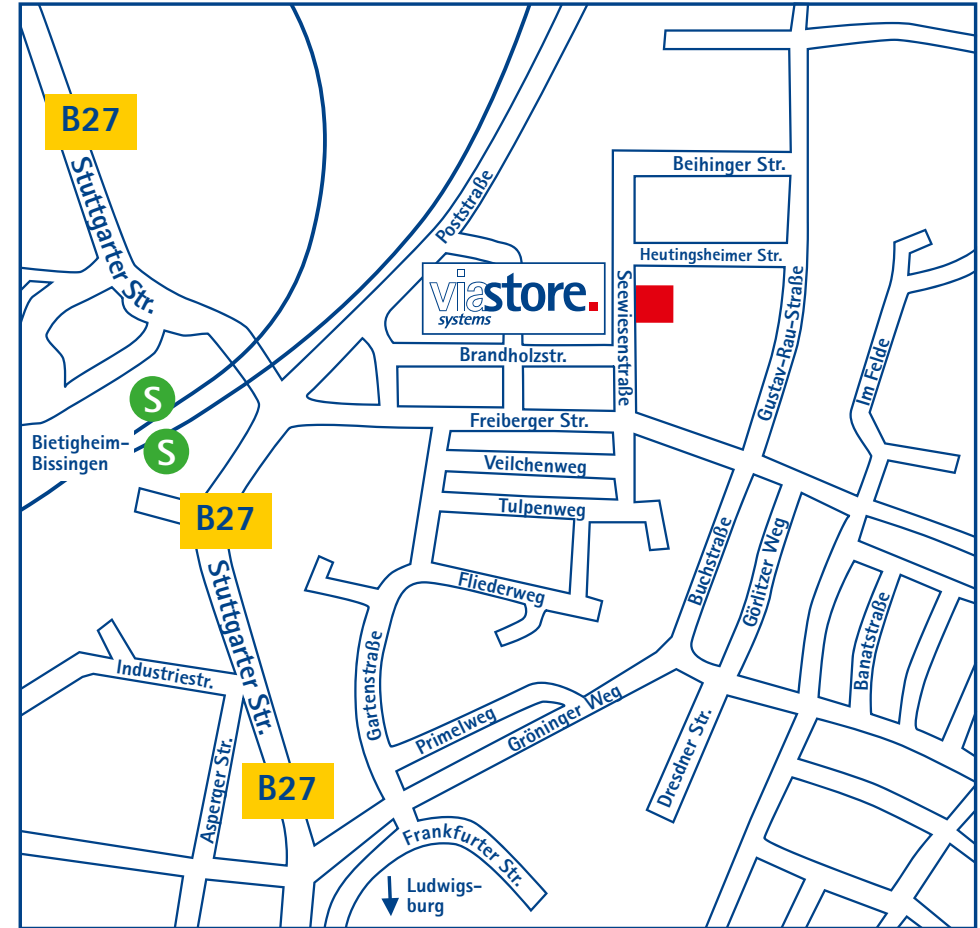 B27
Stuttgarter Str.
Poststraße
Beihinger Str.
Heutingsheimer Str.
viastore.
systems
Seewiesenstraße
Gustav-Rau-Straße
Brandholzstr.
Im Felde
S
S
Freiberger Str.
Bietigheim-
Bissingen
Veilchenweg
Tulpenweg
B27
Stuttgarter Str.
Buchstraße
Görlitzer Weg
Fliederweg
Banatstraße
Gartenstraße
Industriestr.
Primelweg
Gröninger Weg
Dresdner Str.
Asperger Str.
B27
Frankfurter Str.
Ludwigs-
burg